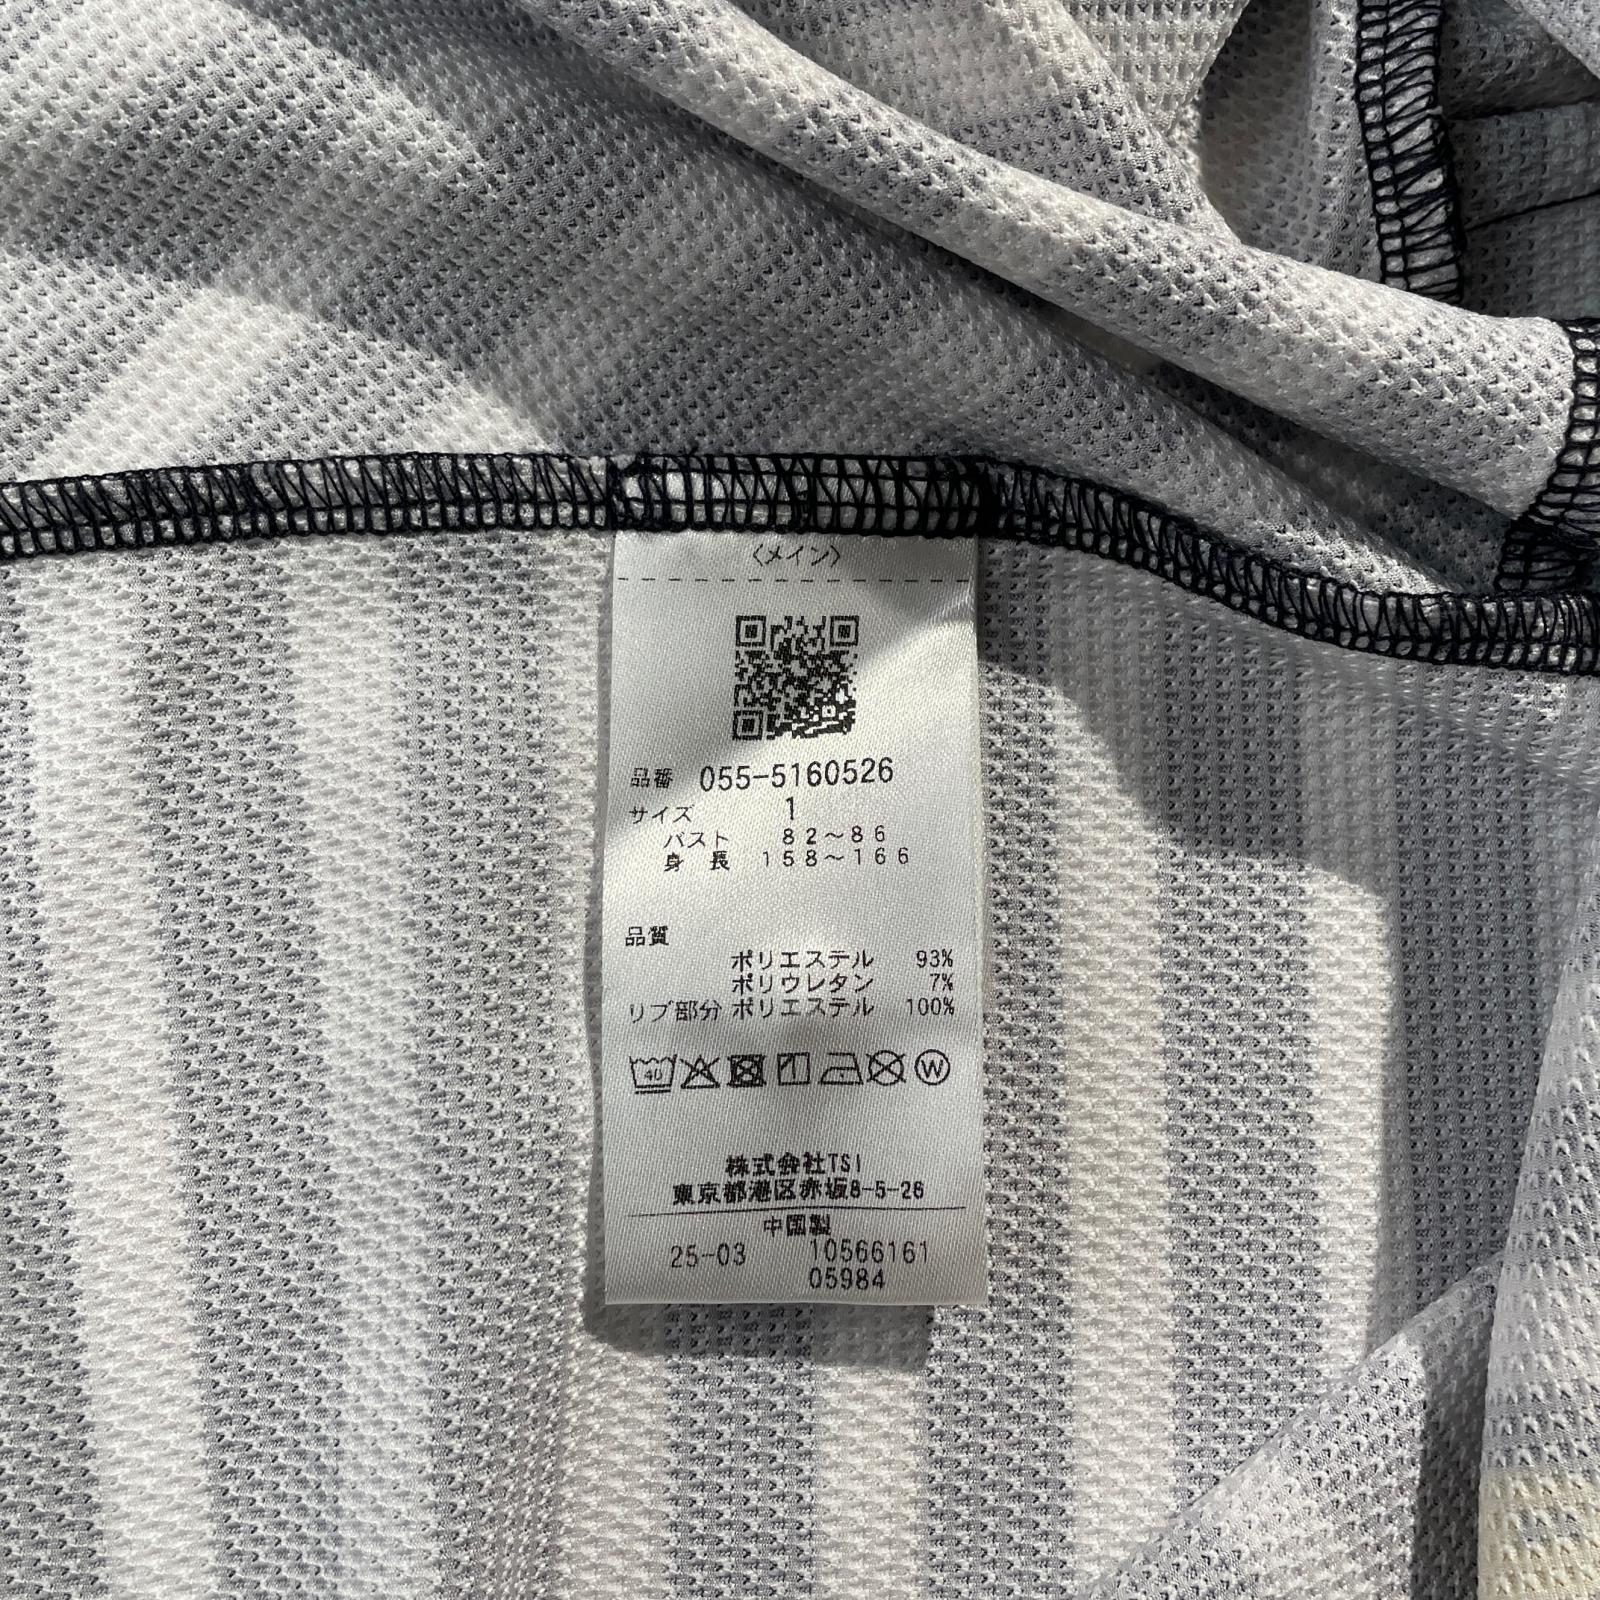 〈メイン〉
品番 055-5160526
サイズ 1
バスト 82～86
身長 158～166
品質
ポリエステル 93%
ポリウレタン 7%
リブ部分 ポリエステル 100%
40
W
株式会社TSI
東京都港区赤坂8-5-26
中国製
25-03 10566161
05984